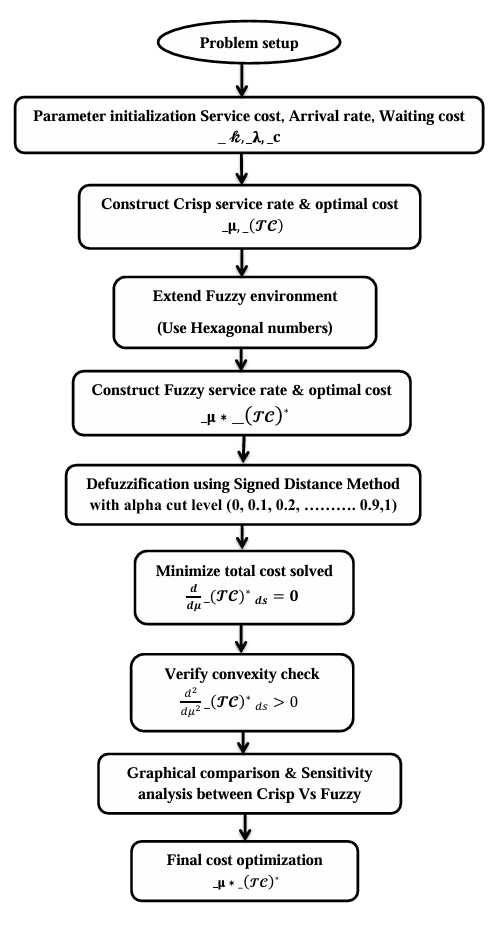 Problem setup
Parameter initialization Service cost, Arrival rate, Waiting cost
_ 𝓀, _λ, _c
Construct Crisp service rate & optimal cost
_μ, _(𝒯𝒞)
Extend Fuzzy environment
(Use Hexagonal numbers)
Construct Fuzzy service rate & optimal cost
_μ * __(𝒯𝒞)*
Defuzzification using Signed Distance Method
with alpha cut level (0, 0.1, 0.2, ………. 0.9,1)
Minimize total cost solved
d/dμ _(𝒯𝒞)* ds = 0
Verify convexity check
d²/dμ² _(𝒯𝒞)* ds > 0
Graphical comparison & Sensitivity
analysis between Crisp Vs Fuzzy
Final cost optimization
_μ * _(𝒯𝒞)*